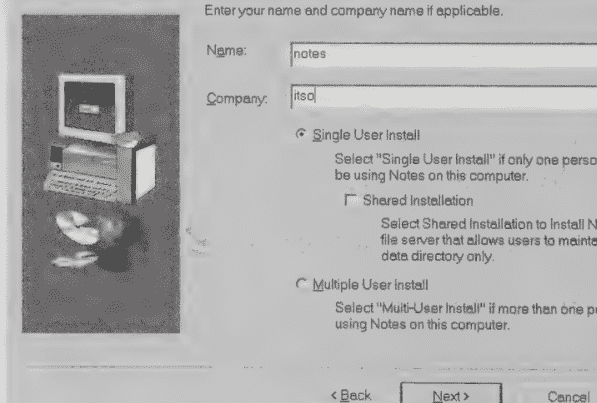 Enter your name and company name if applicable.
Name:
notes
Company:
itso
Single User Install
Select "Single User Install" if only one perso
be using Notes on this computer.
Shared Installation
Select Shared Installation to Install N
file server that allows users to mainta
data directory only.
Multiple User Install
Select "Multi-User Install" if more than one pe
using Notes on this computer.
< Back
Next >
Cancel